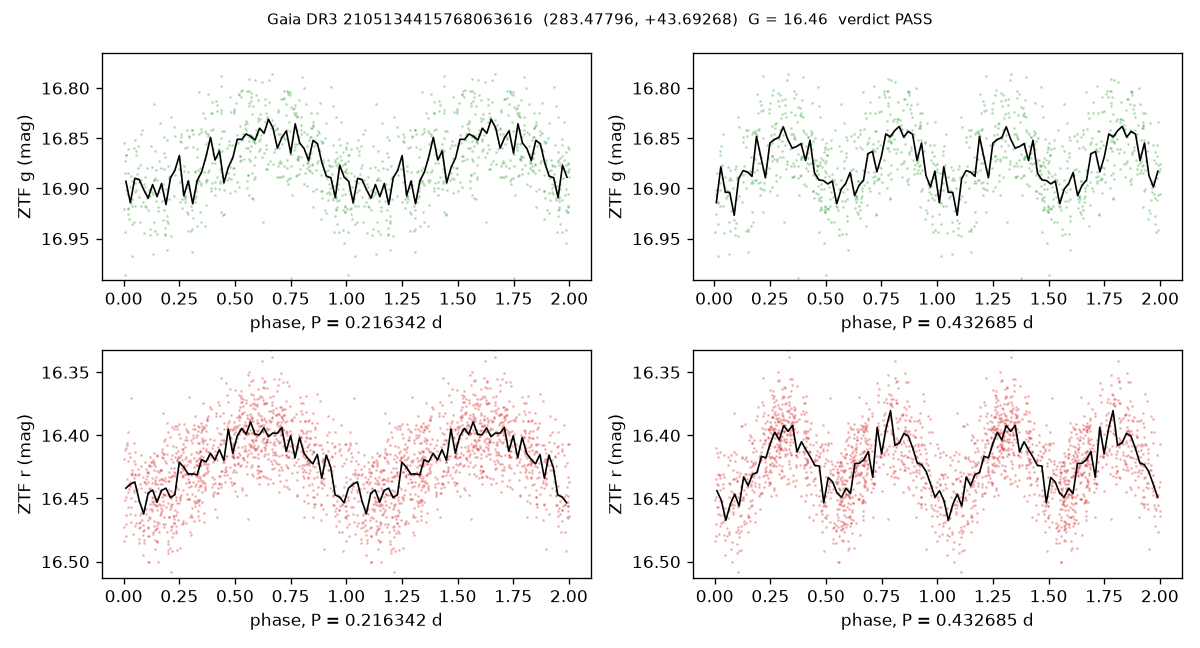 Gaia DR3 2105134415768063616 (283.47796, +43.69268) G = 16.46 verdict PASS
ZTF g (mag)
16.80
16.85
16.90
16.95
0.00 0.25 0.50 0.75 1.00 1.25 1.50 1.75 2.00
phase, P = 0.216342 d
ZTF g (mag)
16.80
16.85
16.90
16.95
0.00 0.25 0.50 0.75 1.00 1.25 1.50 1.75 2.00
phase, P = 0.432685 d
ZTF r (mag)
16.35
16.40
16.45
16.50
0.00 0.25 0.50 0.75 1.00 1.25 1.50 1.75 2.00
phase, P = 0.216342 d
ZTF r (mag)
16.35
16.40
16.45
16.50
0.00 0.25 0.50 0.75 1.00 1.25 1.50 1.75 2.00
phase, P = 0.432685 d